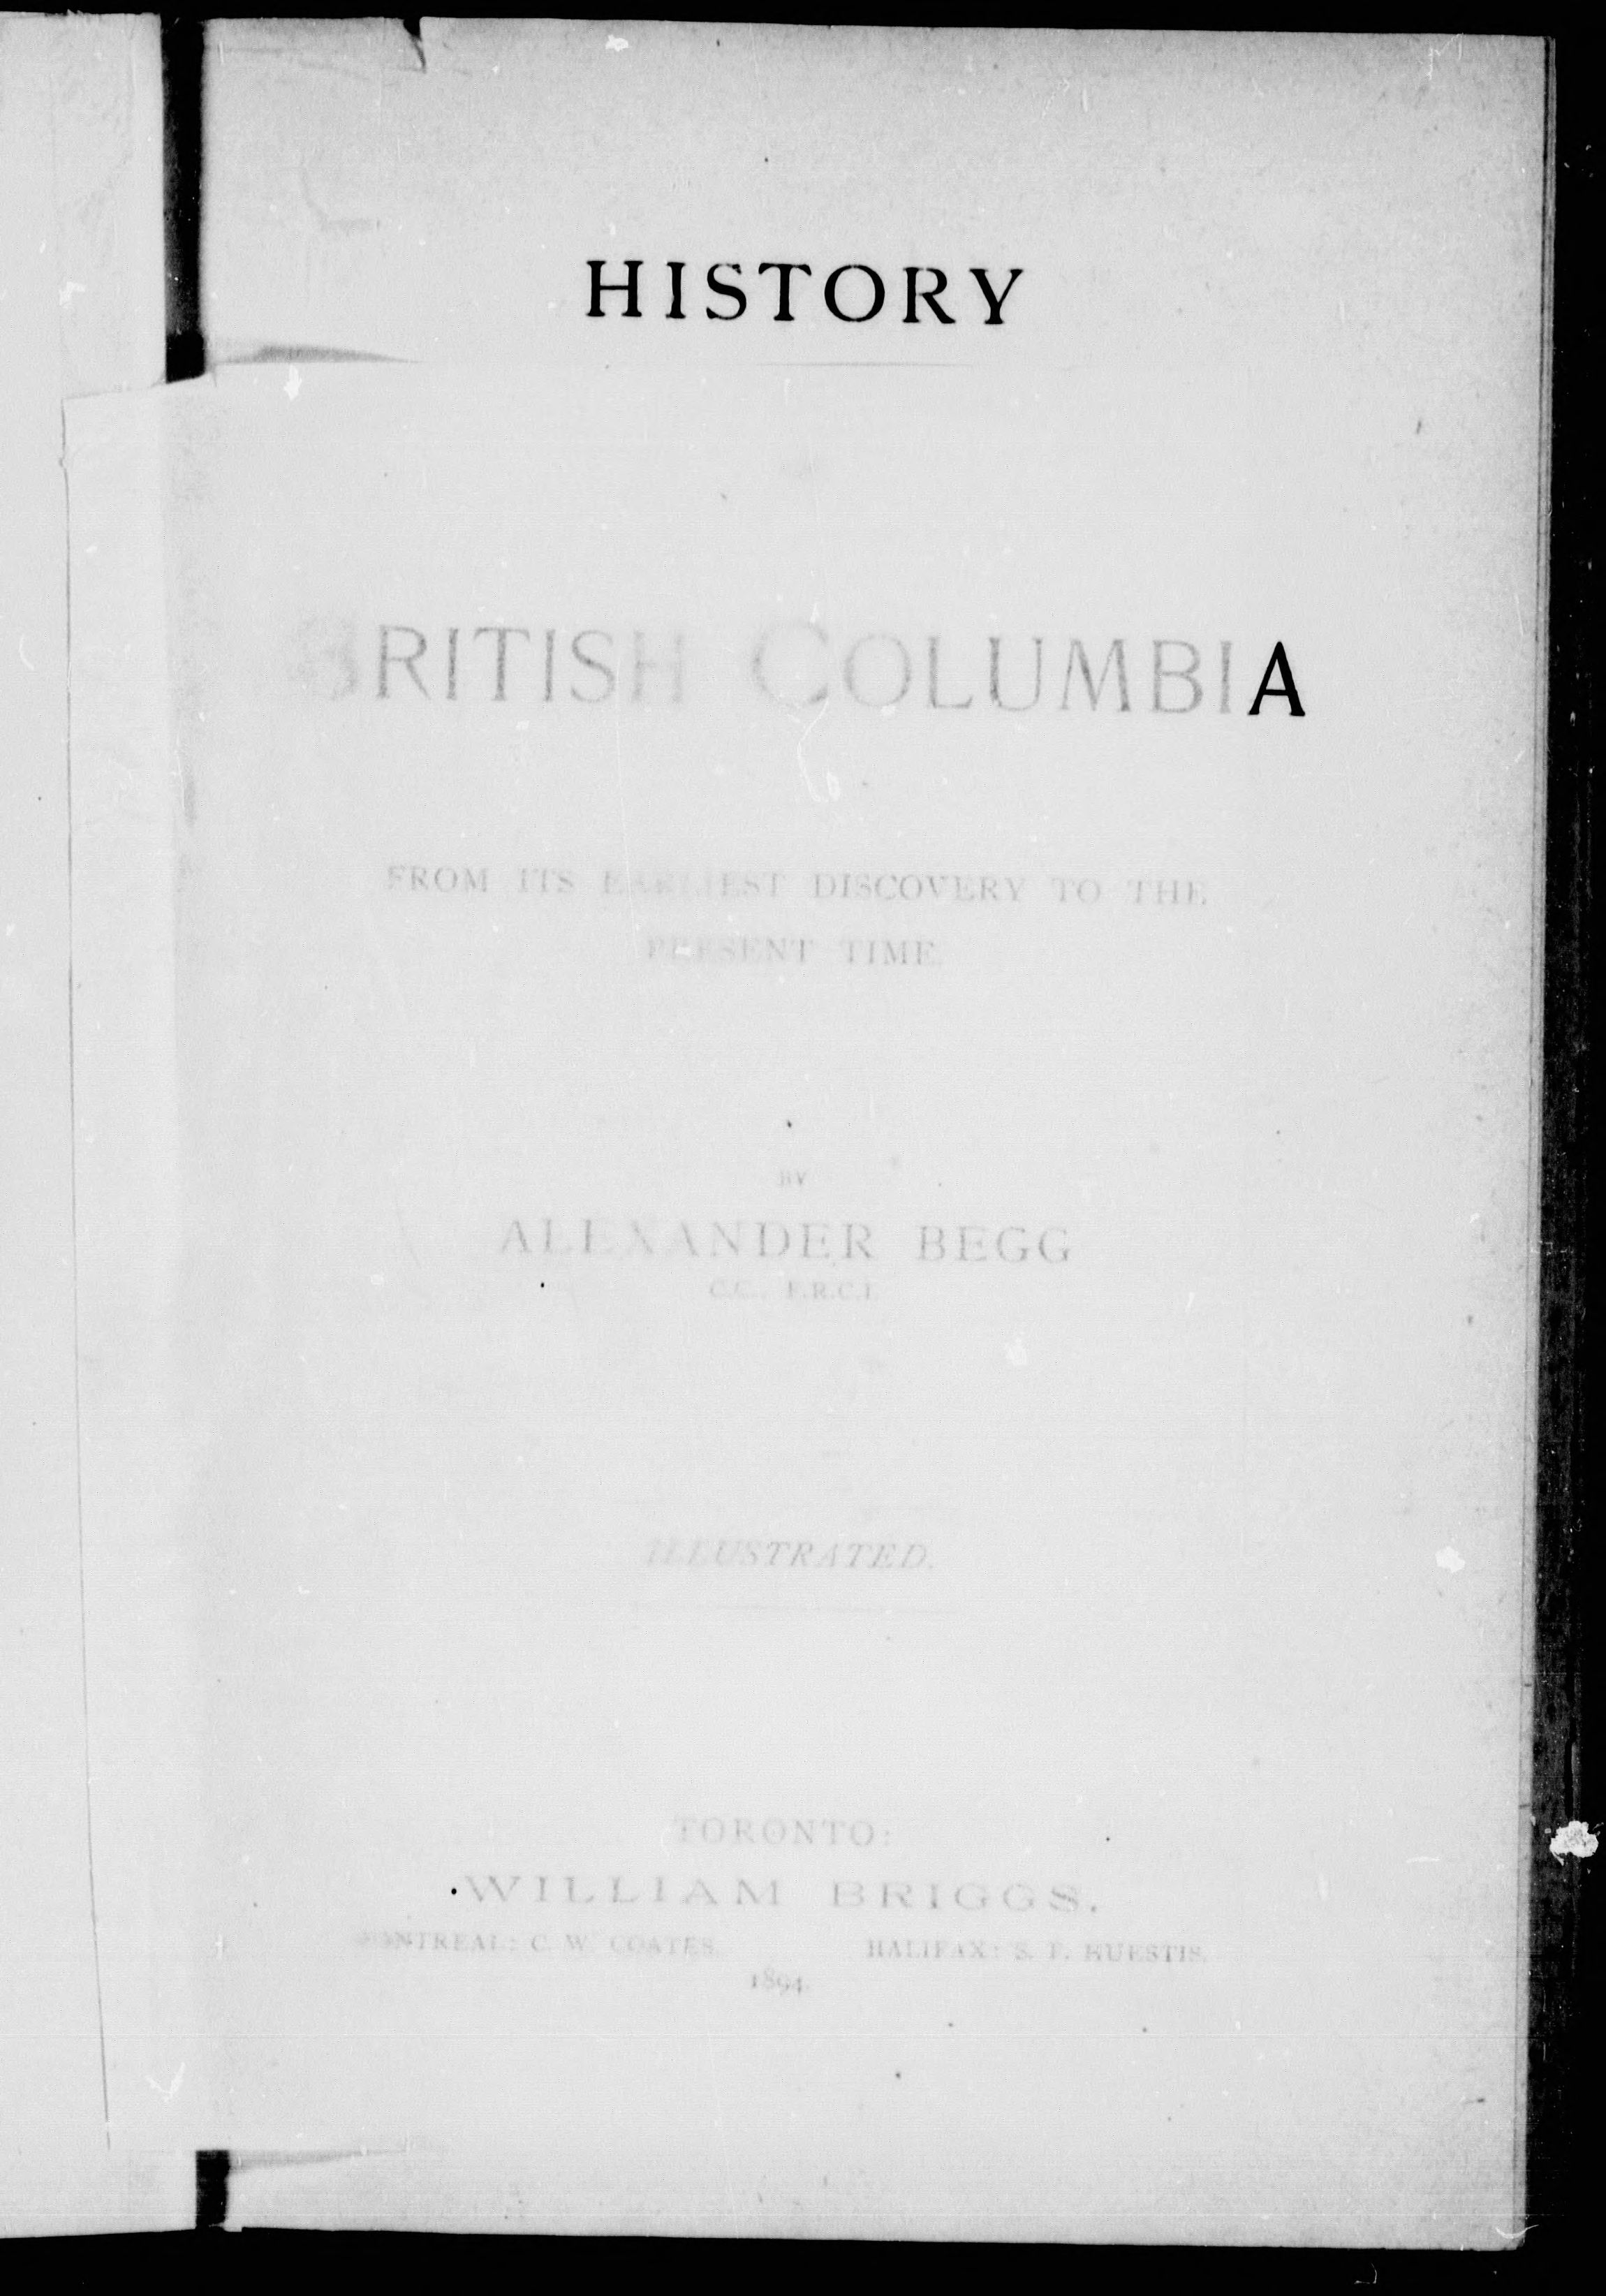 HISTORY
BRITISH COLUMBIA
FROM ITS EARLIEST DISCOVERY TO THE
PRESENT TIME.
BY
ALEXANDER BEGG
C.C., F.R.C.I.
ILLUSTRATED.
TORONTO:
WILLIAM BRIGGS.
MONTREAL: C. W. COATES. HALIFAX: S. F. HUESTIS.
1894.